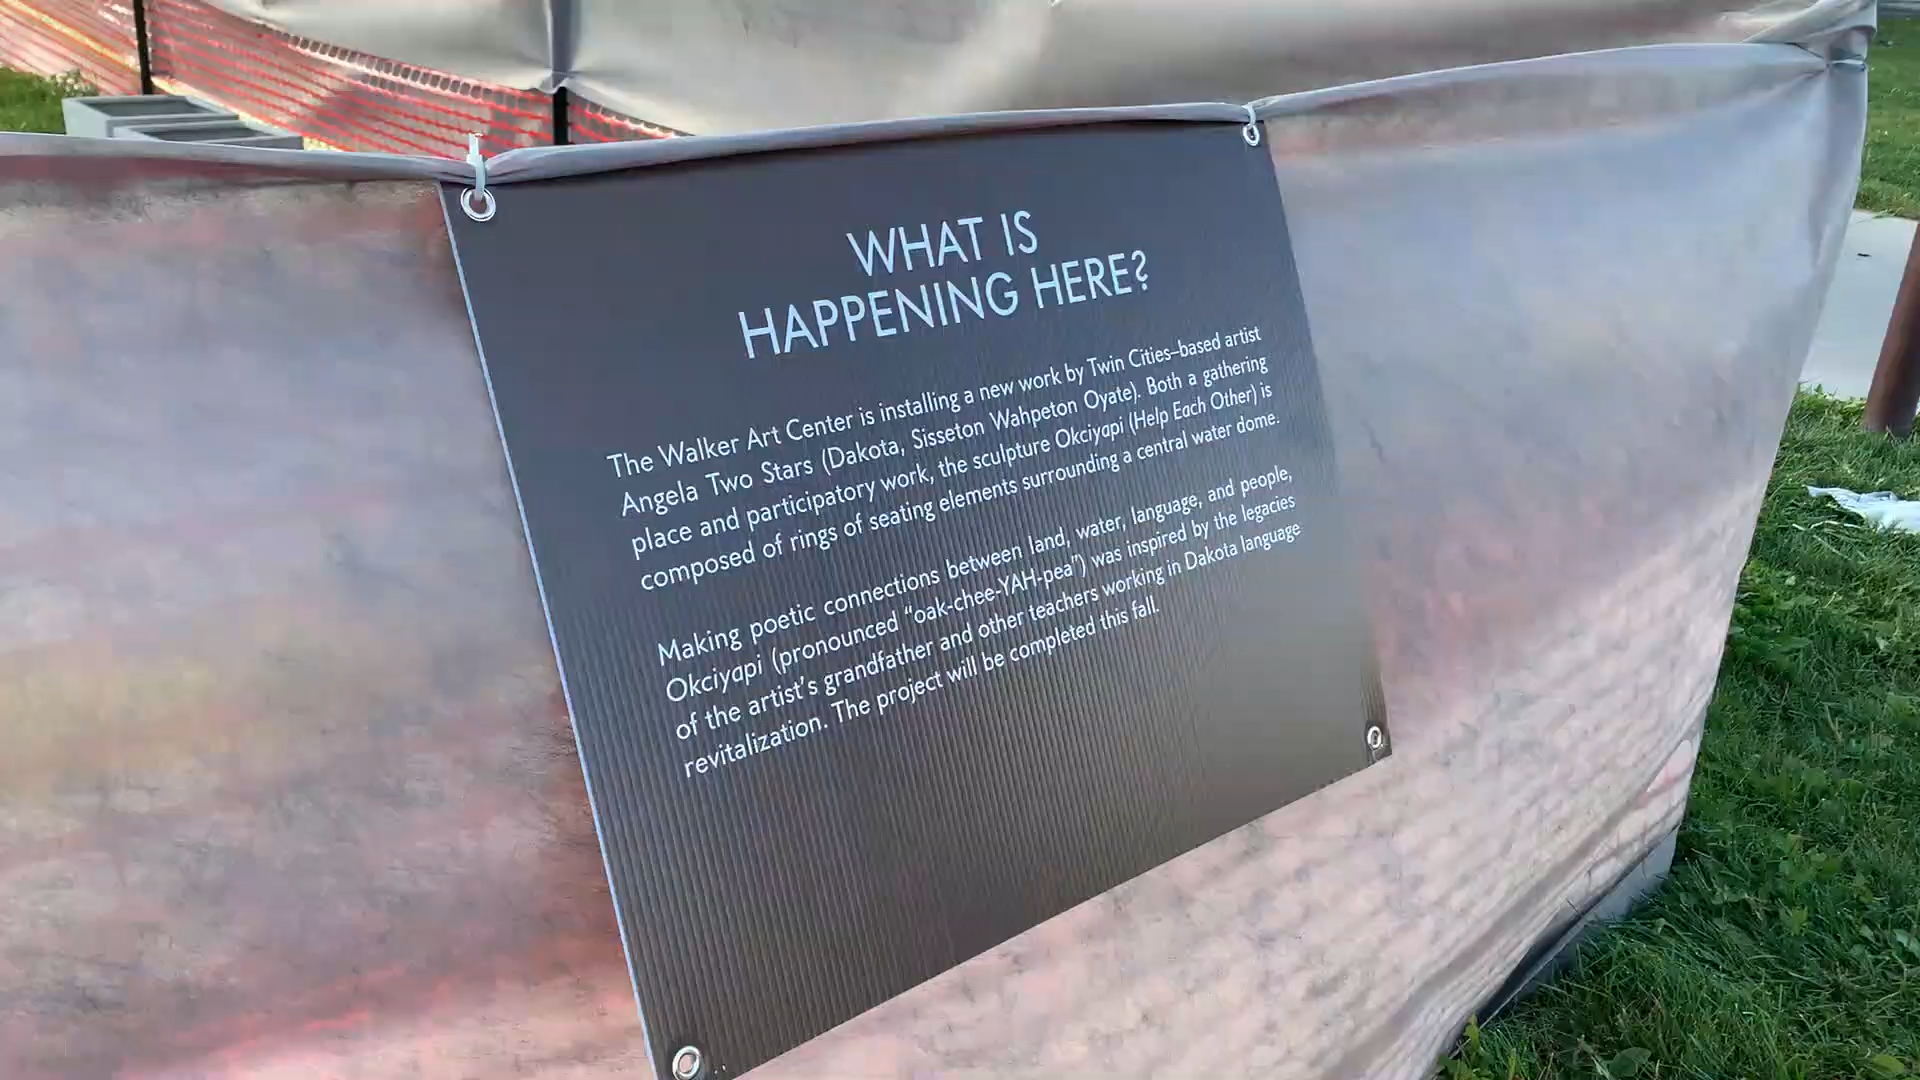 WHAT IS
HAPPENING HERE?
The Walker Art Center is installing a new work by Twin Cities–based artist
Angela Two Stars (Dakota, Sisseton Wahpeton Oyate). Both a gathering
place and participatory work, the sculpture Okciyapi (Help Each Other) is
composed of rings of seating elements surrounding a central water dome.
Making poetic connections between land, water, language, and people,
Okciyapi (pronounced “oak-chee-YAH-pea”) was inspired by the legacies
of the artist’s grandfather and other teachers working in Dakota language
revitalization. The project will be completed this fall.